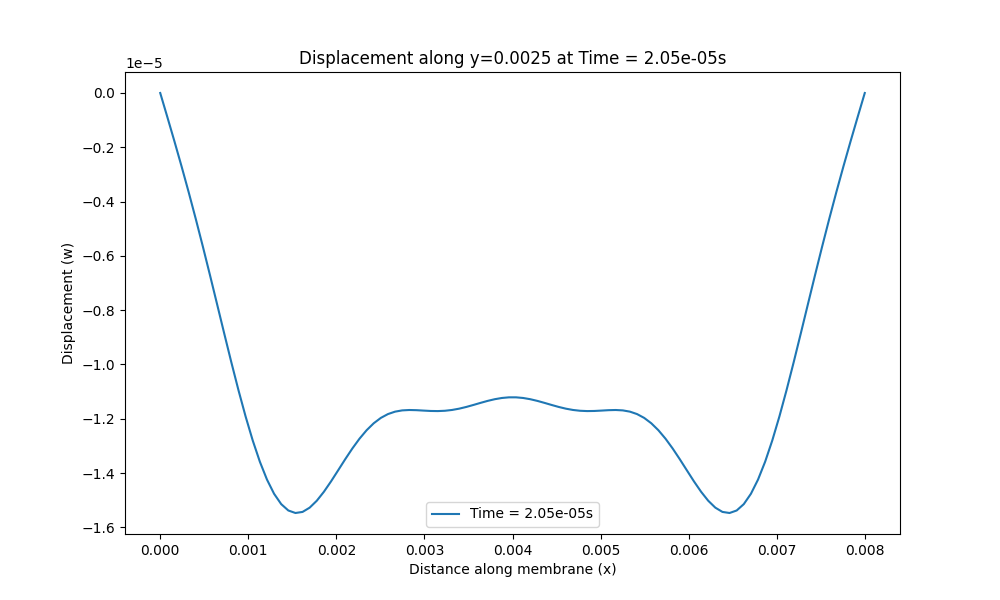 Displacement along y=0.0025 at Time = 2.05e-05s
1e−5
0.0
−0.2
−0.4
−0.6
−0.8
−1.0
−1.2
−1.4
−1.6
Displacement (w)
Time = 2.05e-05s
0.000 0.001 0.002 0.003 0.004 0.005 0.006 0.007 0.008
Distance along membrane (x)